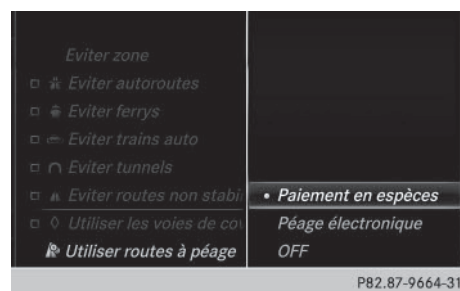 Eviter zone
Eviter autoroutes
Eviter ferrys
Eviter trains auto
Eviter tunnels
Eviter routes non stabi
Utiliser les voies de cov
Utiliser routes à péage
• Paiement en espèces
Péage électronique
OFF
P82.87-9664-31